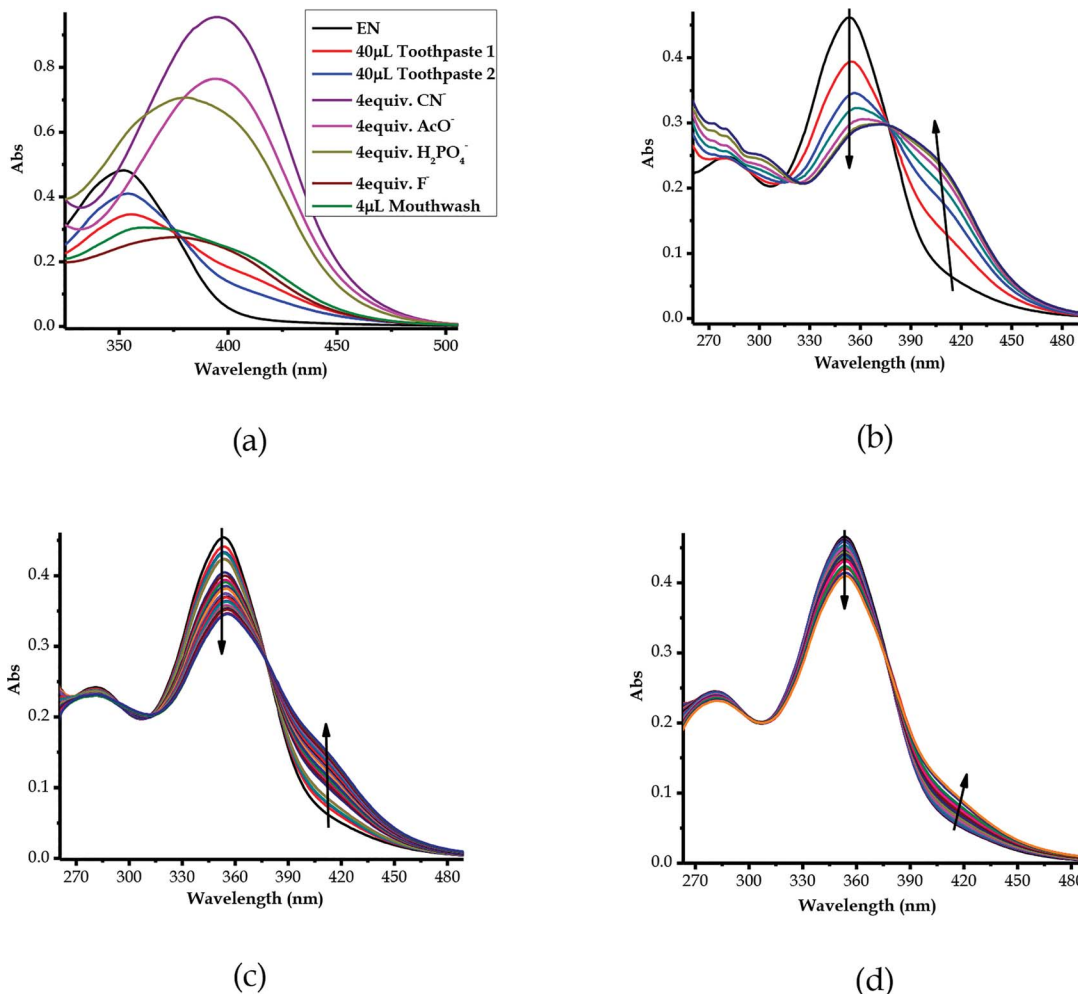 EN
40μL Toothpaste 1
40μL Toothpaste 2
4equiv. CN⁻
4equiv. AcO⁻
4equiv. H₂PO₄⁻
4equiv. F⁻
4μL Mouthwash
Abs
0.8
0.6
0.4
0.2
0.0
350 400 450 500
Wavelength (nm)
(a)
Abs
0.4
0.3
0.2
0.1
0.0
270 300 330 360 390 420 450 480
Wavelength (nm)
(b)
Abs
0.4
0.3
0.2
0.1
0.0
270 300 330 360 390 420 450 480
Wavelength (nm)
(c)
Abs
0.4
0.3
0.2
0.1
0.0
270 300 330 360 390 420 450 480
Wavelength (nm)
(d)